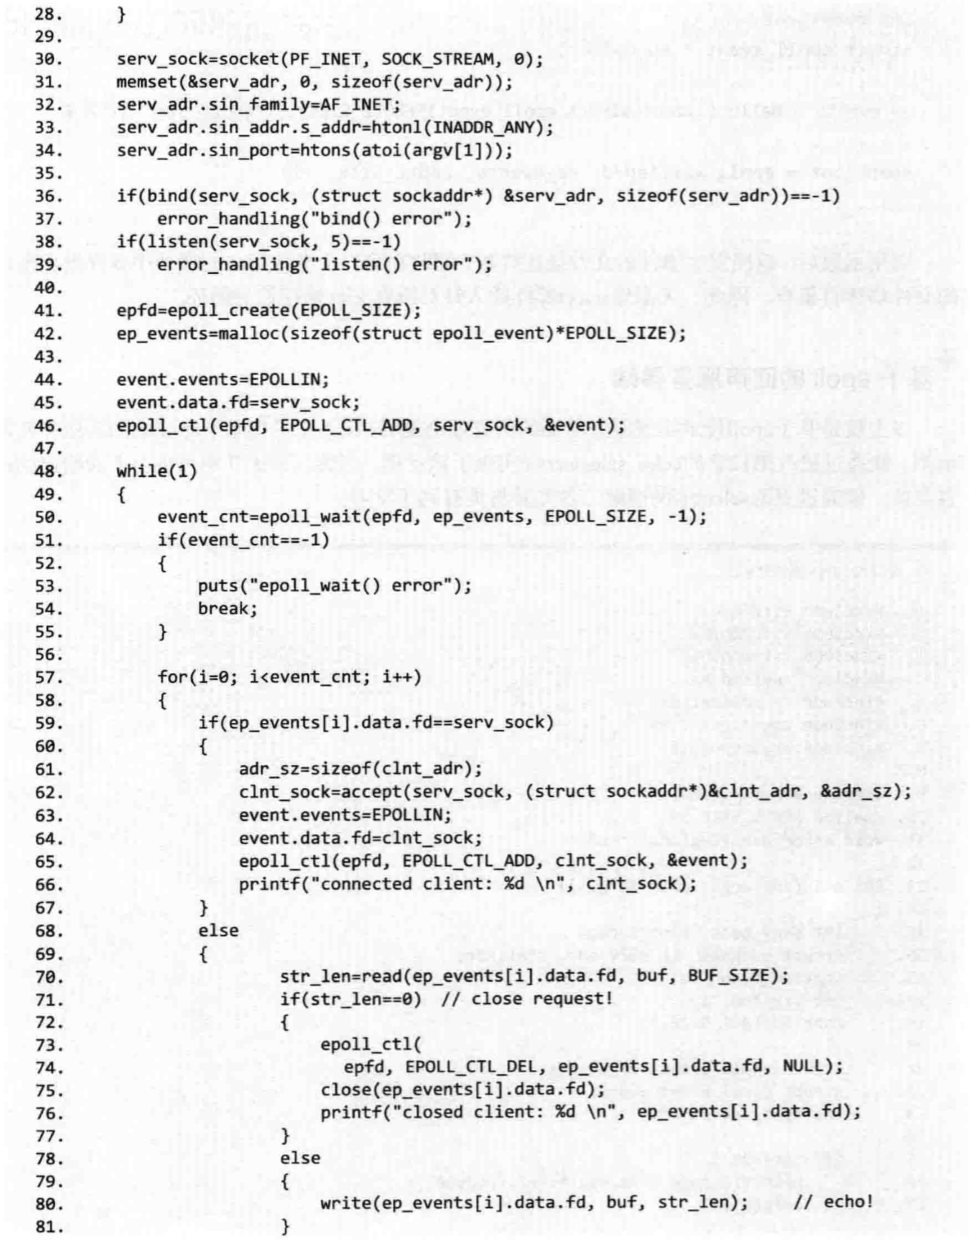 28.        }
29.
30.        serv_sock=socket(PF_INET, SOCK_STREAM, 0);
31.        memset(&serv_adr, 0, sizeof(serv_adr));
32.        serv_adr.sin_family=AF_INET;
33.        serv_adr.sin_addr.s_addr=htonl(INADDR_ANY);
34.        serv_adr.sin_port=htons(atoi(argv[1]));
35.
36.        if(bind(serv_sock, (struct sockaddr*) &serv_adr, sizeof(serv_adr))==-1)
37.            error_handling("bind() error");
38.        if(listen(serv_sock, 5)==-1)
39.            error_handling("listen() error");
40.
41.        epfd=epoll_create(EPOLL_SIZE);
42.        ep_events=malloc(sizeof(struct epoll_event)*EPOLL_SIZE);
43.
44.        event.events=EPOLLIN;
45.        event.data.fd=serv_sock;
46.        epoll_ctl(epfd, EPOLL_CTL_ADD, serv_sock, &event);
47.
48.        while(1)
49.        {
50.            event_cnt=epoll_wait(epfd, ep_events, EPOLL_SIZE, -1);
51.            if(event_cnt==-1)
52.            {
53.                puts("epoll_wait() error");
54.                break;
55.            }
56.
57.            for(i=0; i<event_cnt; i++)
58.            {
59.                if(ep_events[i].data.fd==serv_sock)
60.                {
61.                    adr_sz=sizeof(clnt_adr);
62.                    clnt_sock=accept(serv_sock, (struct sockaddr*)&clnt_adr, &adr_sz);
63.                    event.events=EPOLLIN;
64.                    event.data.fd=clnt_sock;
65.                    epoll_ctl(epfd, EPOLL_CTL_ADD, clnt_sock, &event);
66.                    printf("connected client: %d \n", clnt_sock);
67.                }
68.                else
69.                {
70.                        str_len=read(ep_events[i].data.fd, buf, BUF_SIZE);
71.                        if(str_len==0)  // close request!
72.                        {
73.                            epoll_ctl(
74.                              epfd, EPOLL_CTL_DEL, ep_events[i].data.fd, NULL);
75.                            close(ep_events[i].data.fd);
76.                            printf("closed client: %d \n", ep_events[i].data.fd);
77.                        }
78.                        else
79.                        {
80.                            write(ep_events[i].data.fd, buf, str_len);    // echo!
81.                        }